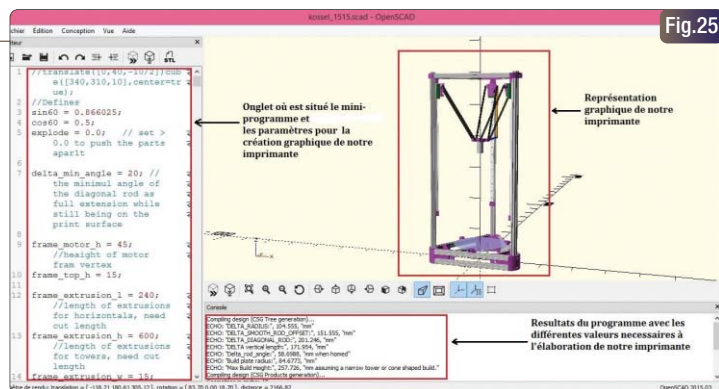 kossel_1515.scad - OpenSCAD
Fig.25
chier Édition Conception Vue Aide
teur
STL
1 //translate([0,40,-10/2])cub
e([340,310,10],center=tr
ue);
2 //Defines
3 sin60 = 0.866025;
4 cos60 = 0.5;
5 explode = 0.0; // set >
0.0 to push the parts
apar1t
6
7 delta_min_angle = 20; //
the minimul angle of
the diagonal rod as
full extension while
still being on the
print surface
8
9 frame_motor_h = 45;
//heaight of motor
fram vertex
10 frame_top_h = 15;
11
12 frame_extrusion_l = 240;
//length of extrusions
for horizontals, need
cut length
13 frame_extrusion_h = 600;
//length of extrusions
for towers, need cut
length
14 frame_extrusion_w = 15;
Onglet où est situé le mini-
programme et
les paramètres pour la
création graphique de notre
imprimante
Représentation
graphique de notre
imprimante
Console
Compiling design (CSG Tree generation)...
ECHO: "DELTA_RADIUS:", 104.555, "mm"
ECHO: "DELTA_SMOOTH_ROD_OFFSET:", 151.555, "mm"
ECHO: "DELTA_DIAGONAL_ROD:", 201.246, "mm"
ECHO: "DELTA vertical length:", 171.954, "mm"
ECHO: "Delta_rod_angle:", 58.6988, "mm when homed"
ECHO: "Build plate radius:", 84.6775, "mm"
ECHO: "Max Build Height:", 257.726, "mm assuming a narrow tower or cone shaped build."
Compiling design (CSG Products generation)...
Resultats du programme avec les
différentes valeurs necessaires à
l'élaboration de notre imprimante
OpenSCAD 2015.03-1